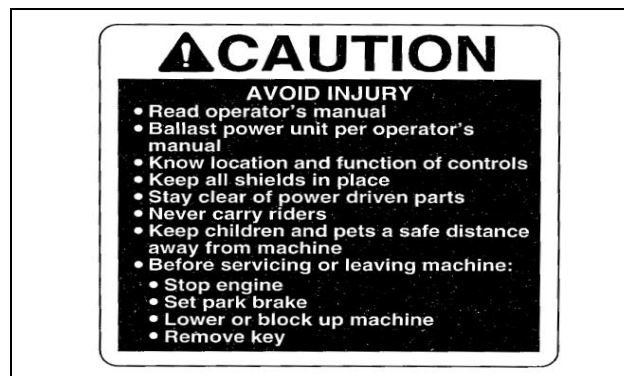 CAUTION
AVOID INJURY
• Read operator's manual
• Ballast power unit per operator's
manual
• Know location and function of controls
• Keep all shields in place
• Stay clear of power driven parts
• Never carry riders
• Keep children and pets a safe distance
away from machine
• Before servicing or leaving machine:
• Stop engine
• Set park brake
• Lower or block up machine
• Remove key